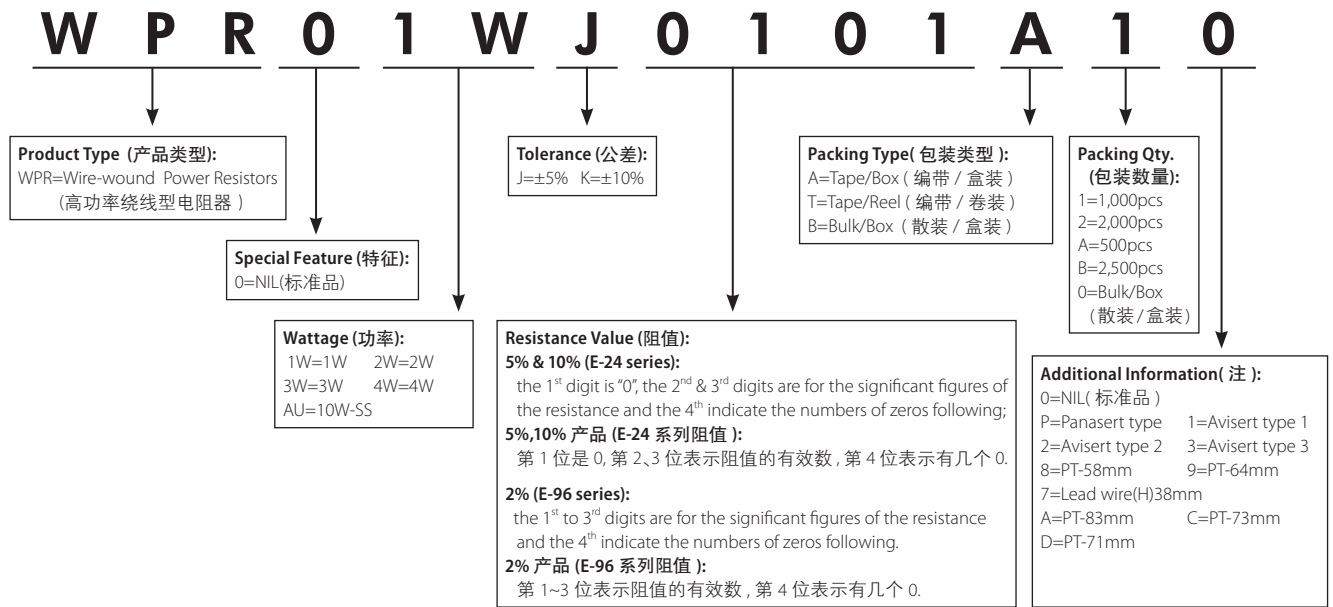 W P R 0 1 W J 0 1 0 1 A 1 0
Product Type (产品类型):
WPR=Wire-wound Power Resistors
(高功率绕线型电阻器)
Special Feature (特征):
0=NIL(标准品)
Wattage (功率):
1W=1W 2W=2W
3W=3W 4W=4W
AU=10W-SS
Tolerance (公差):
J=±5% K=±10%
Resistance Value (阻值):
5% & 10% (E-24 series):
the 1st digit is “0”, the 2nd & 3rd digits are for the significant figures of
the resistance and the 4th indicate the numbers of zeros following;
5%,10% 产品 (E-24 系列阻值 ):
第 1 位是 0, 第 2、3 位表示阻值的有效数 , 第 4 位表示有几个 0.
2% (E-96 series):
the 1st to 3rd digits are for the significant figures of the resistance
and the 4th indicate the numbers of zeros following.
2% 产品 (E-96 系列阻值 ):
第 1~3 位表示阻值的有效数 , 第 4 位表示有几个 0.
Packing Type( 包装类型 ):
A=Tape/Box ( 编带 / 盒装 )
T=Tape/Reel ( 编带 / 卷装 )
B=Bulk/Box ( 散装 / 盒装 )
Packing Qty.
(包装数量):
1=1,000pcs
2=2,000pcs
A=500pcs
B=2,500pcs
0=Bulk/Box
(散装 / 盒装)
Additional Information( 注 ):
0=NIL( 标准品 )
P=Panasert type 1=Avisert type 1
2=Avisert type 2 3=Avisert type 3
8=PT-58mm 9=PT-64mm
7=Lead wire(H)38mm
A=PT-83mm C=PT-73mm
D=PT-71mm